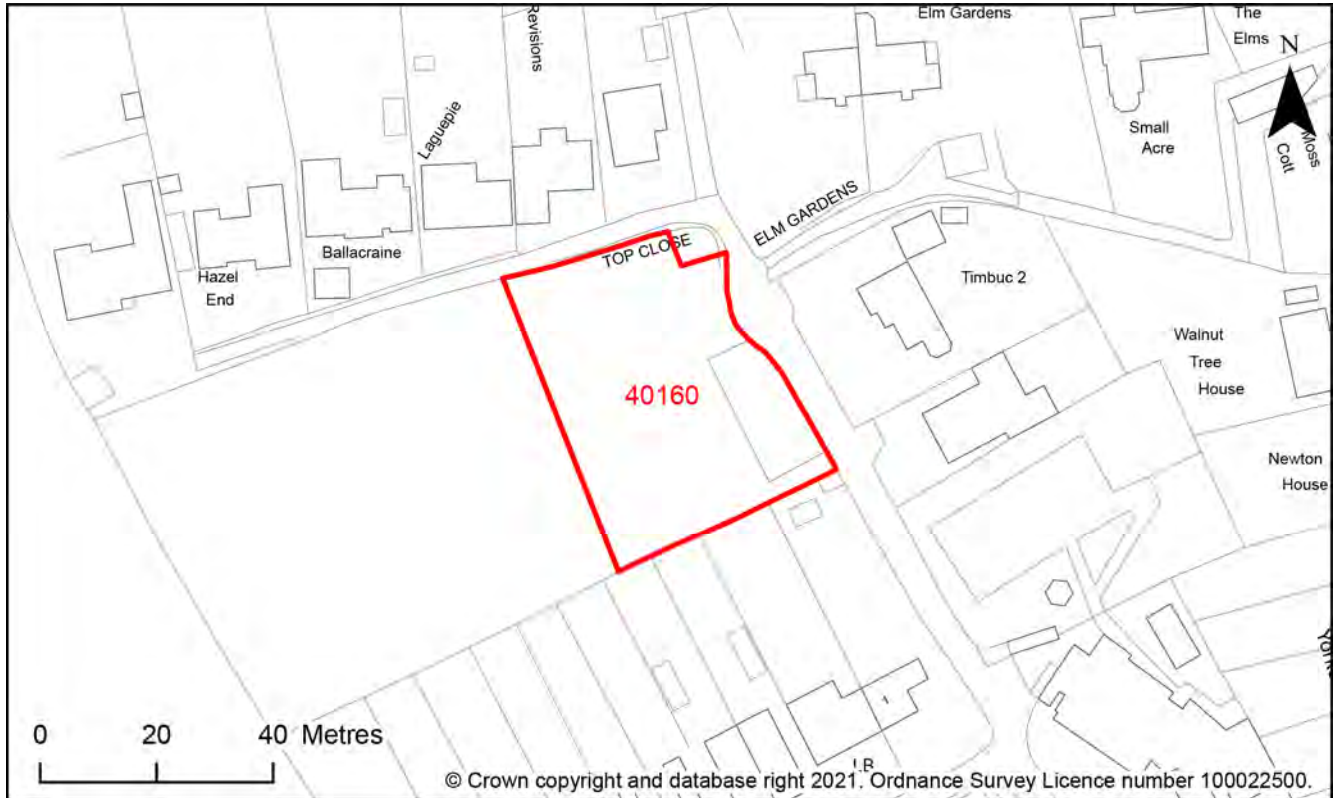 Elm Gardens
The
Elms
N
Revisions
Laguepie
Small
Acre
Moss
Cott
ELM GARDENS
TOP CLOSE
Ballacraine
Hazel
End
Timbuc 2
Walnut
Tree
House
40160
Newton
House
1
LB
0 20 40 Metres
© Crown copyright and database right 2021. Ordnance Survey Licence number 100022500.